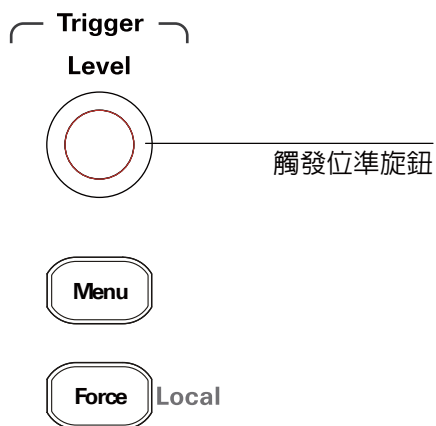 Trigger
Level
觸發位準旋鈕
Menu
Force Local